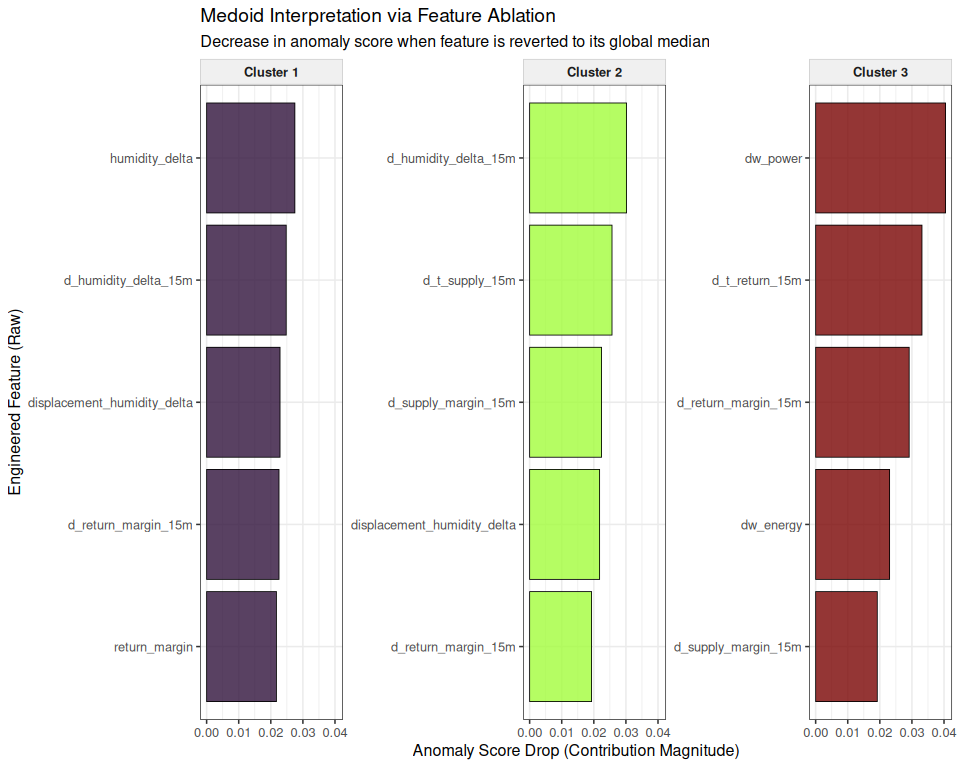 Medoid Interpretation via Feature Ablation
Decrease in anomaly score when feature is reverted to its global median
Cluster 1
Cluster 2
Cluster 3
Engineered Feature (Raw)
humidity_delta
d_humidity_delta_15m
displacement_humidity_delta
d_return_margin_15m
return_margin
0.00 0.01 0.02 0.03 0.04
d_humidity_delta_15m
d_t_supply_15m
d_supply_margin_15m
displacement_humidity_delta
d_return_margin_15m
0.00 0.01 0.02 0.03 0.04
dw_power
d_t_return_15m
d_return_margin_15m
dw_energy
d_supply_margin_15m
0.00 0.01 0.02 0.03 0.04
Anomaly Score Drop (Contribution Magnitude)